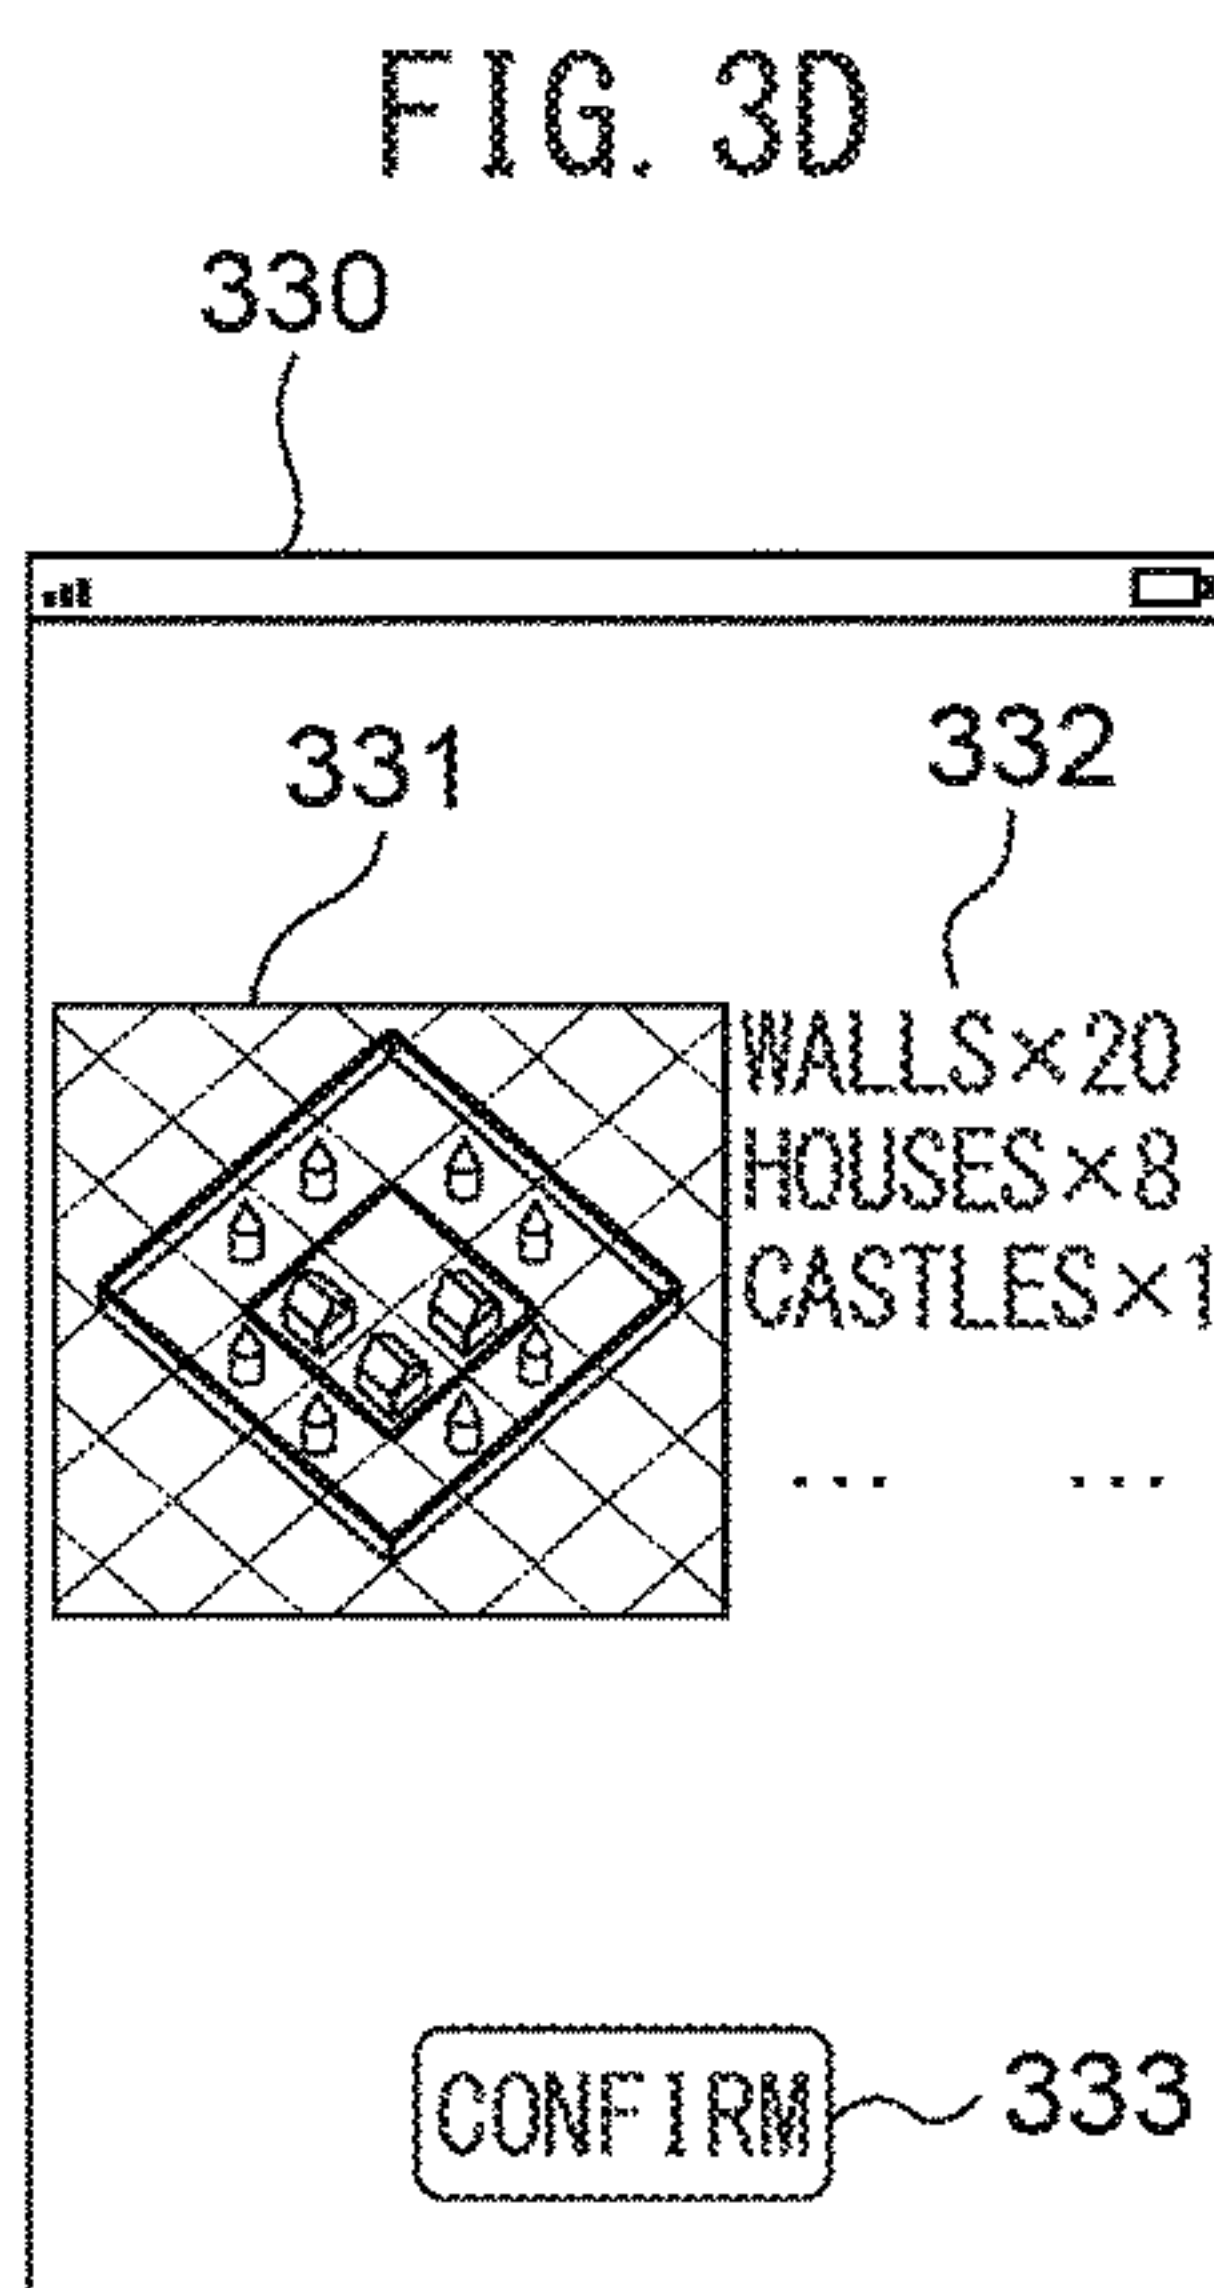 FIG. 3D
330
331
332
WALLS×20
HOUSES×8
CASTLES×1
... ...
CONFIRM
333